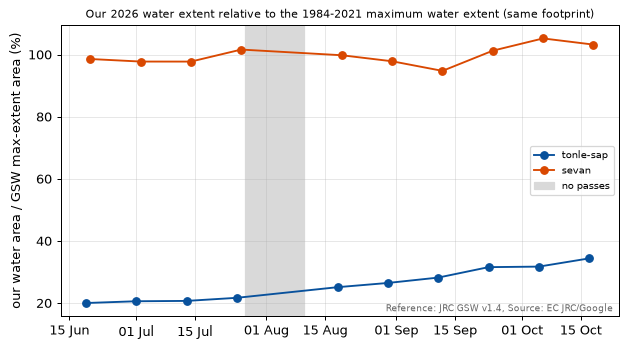 Our 2026 water extent relative to the 1984-2021 maximum water extent (same footprint)
our water area / GSW max-extent area (%)
100
80
60
40
20
tonle-sap
sevan
no passes
Reference: JRC GSW v1.4, Source: EC JRC/Google
15 Jun
01 Jul
15 Jul
01 Aug
15 Aug
01 Sep
15 Sep
01 Oct
15 Oct